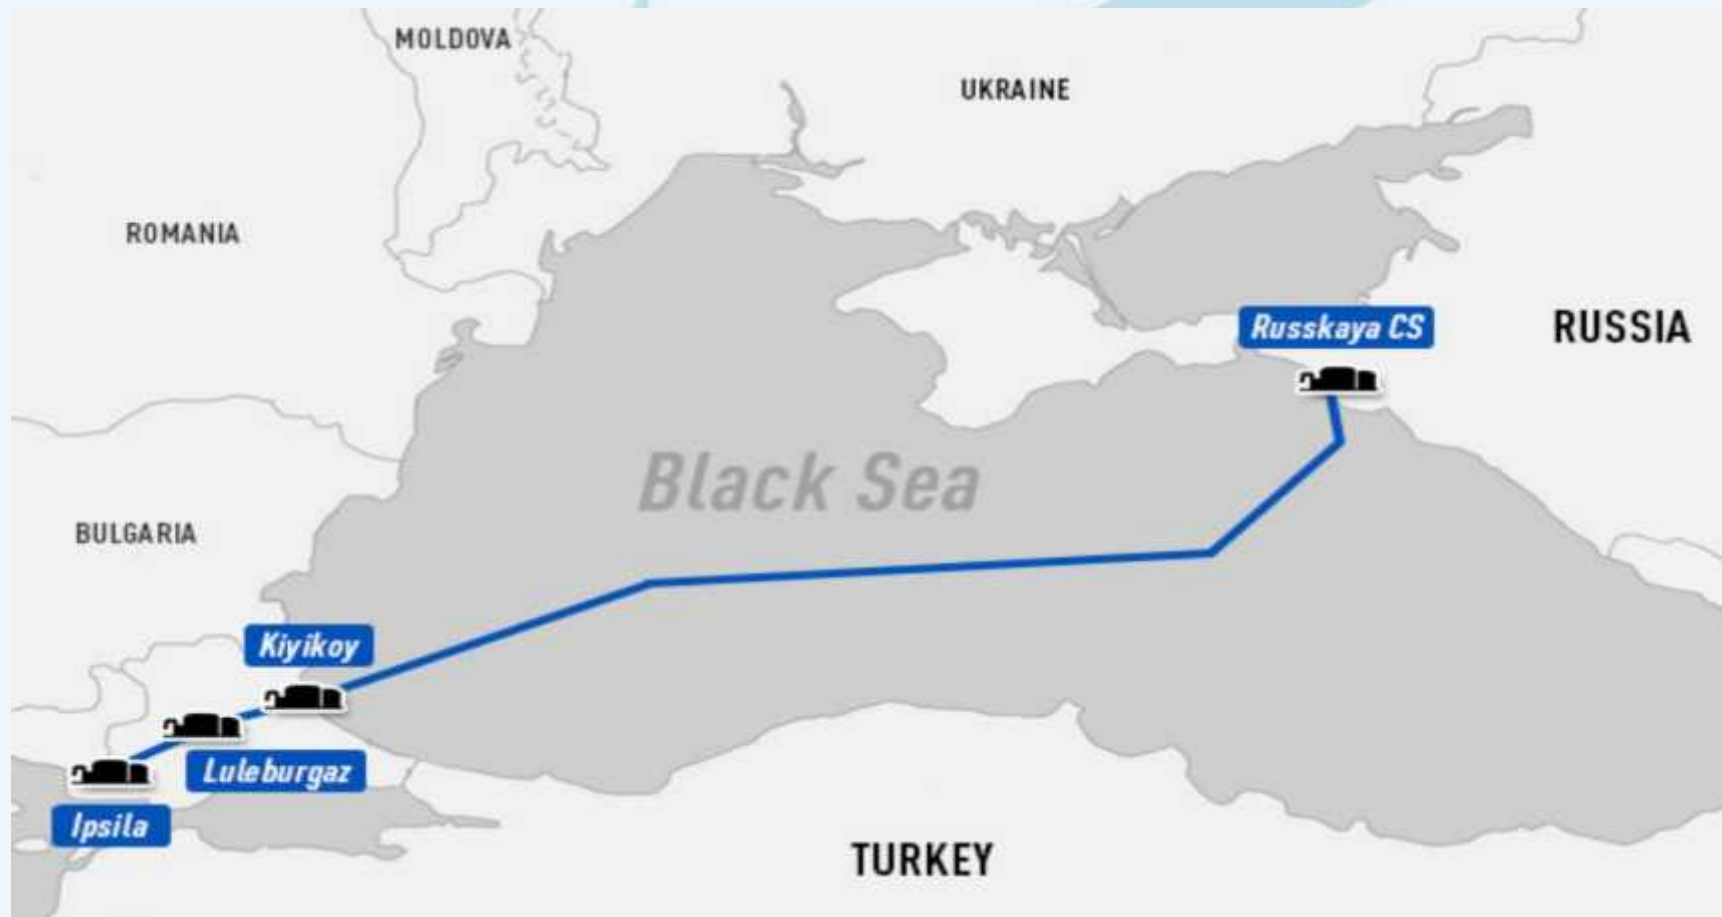 MOLDOVA
UKRAINE
ROMANIA
Russkaya CS
RUSSIA
Black Sea
BULGARIA
Kiyikoy
Luleburgaz
Ipsila
TURKEY